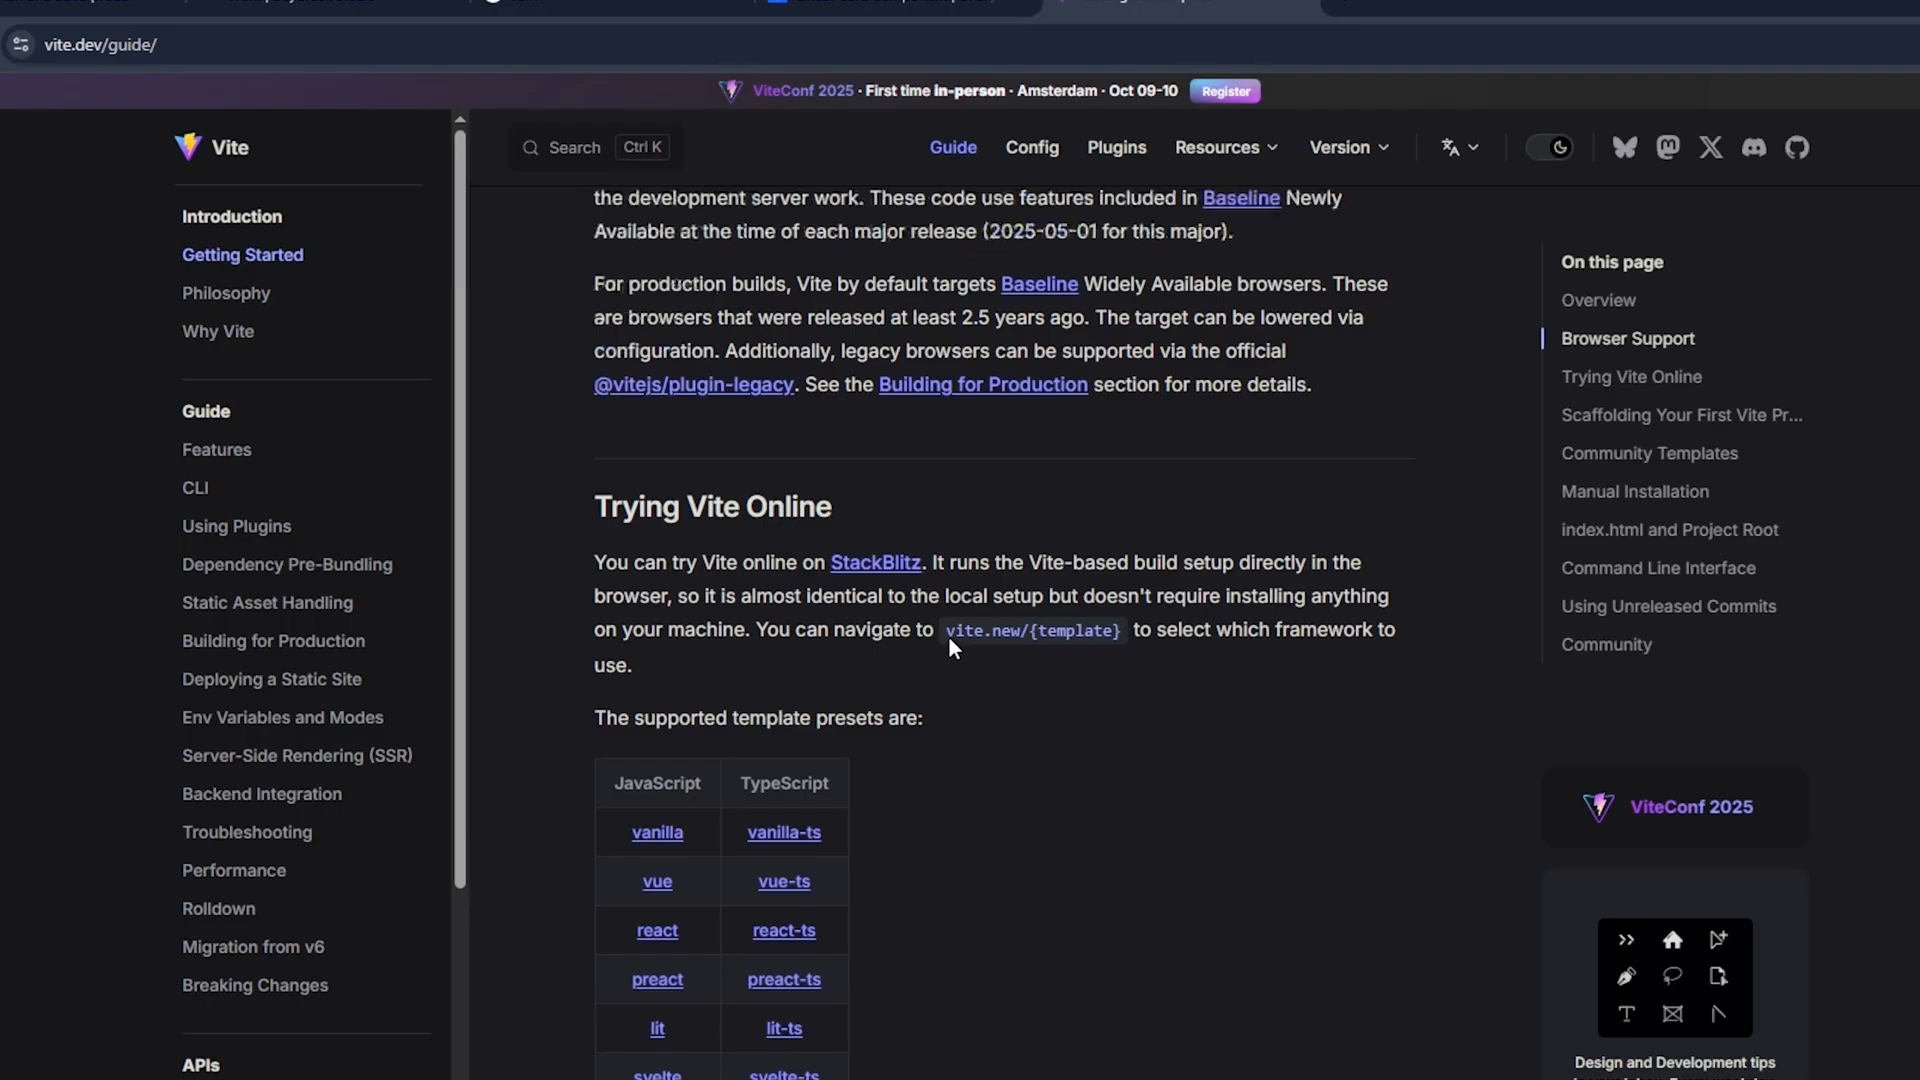 vite.dev/guide/
ViteConf 2025 · First time in-person · Amsterdam · Oct 09-10 Register
Vite
Search Ctrl K
Guide Config Plugins Resources Version
Introduction
Getting Started
Philosophy
Why Vite
Guide
Features
CLI
Using Plugins
Dependency Pre-Bundling
Static Asset Handling
Building for Production
Deploying a Static Site
Env Variables and Modes
Server-Side Rendering (SSR)
Backend Integration
Troubleshooting
Performance
Rolldown
Migration from v6
Breaking Changes
APIs
the development server work. These code use features included in Baseline Newly
Available at the time of each major release (2025-05-01 for this major).
For production builds, Vite by default targets Baseline Widely Available browsers. These
are browsers that were released at least 2.5 years ago. The target can be lowered via
configuration. Additionally, legacy browsers can be supported via the official
@vitejs/plugin-legacy. See the Building for Production section for more details.
Trying Vite Online
You can try Vite online on StackBlitz. It runs the Vite-based build setup directly in the
browser, so it is almost identical to the local setup but doesn't require installing anything
on your machine. You can navigate to vite.new/{template} to select which framework to
use.
The supported template presets are:
JavaScript TypeScript
vanilla vanilla-ts
vue vue-ts
react react-ts
preact preact-ts
lit lit-ts
svelte svelte-ts
On this page
Overview
Browser Support
Trying Vite Online
Scaffolding Your First Vite Pr...
Community Templates
Manual Installation
index.html and Project Root
Command Line Interface
Using Unreleased Commits
Community
ViteConf 2025
Design and Development tips